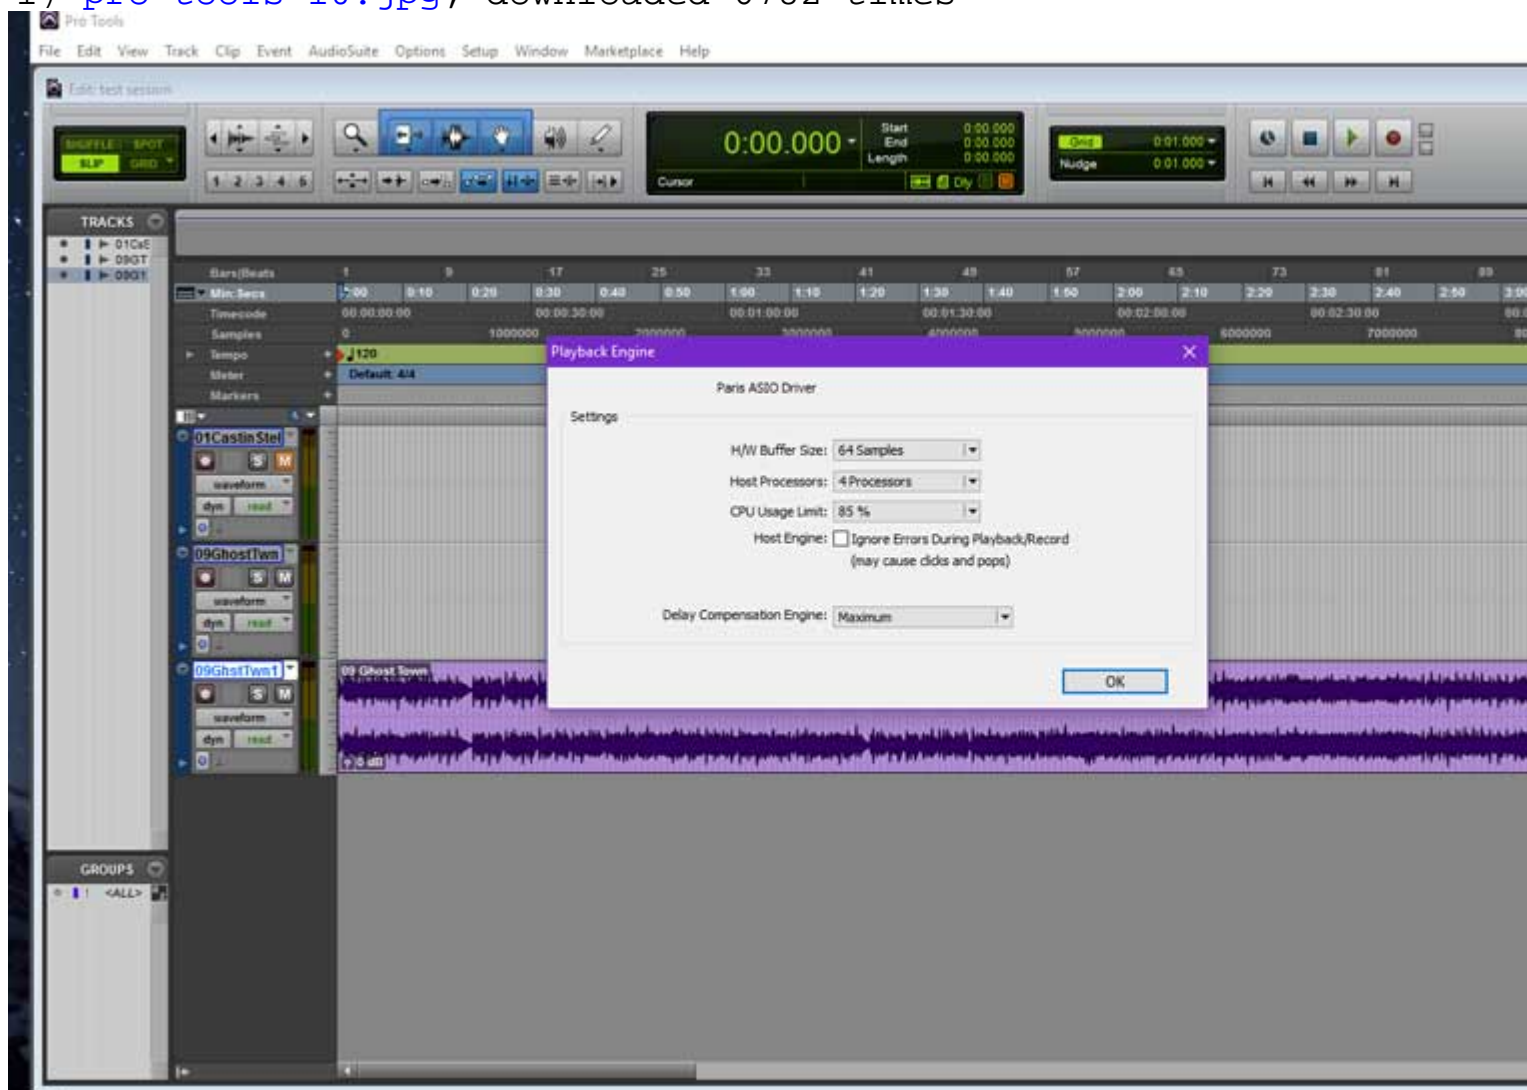 Pro Tools
File Edit View Track Clip Event AudioSuite Options Setup Window Marketplace Help
Edit: test session
SHUFFLE SPOT
SLIP GRID
1 2 3 4 5
0:00.000
Start 0:00.000
End 0:00.000
Length 0:00.000
Cursor
Dly
Grid 0:01.000
Nudge 0:01.000
TRACKS
01CsS
09GT
09G1
Bars|Beats 1 9 17 25 33 41 49 57 65 73 81 89
Min:Secs 0:00 0:10 0:20 0:30 0:40 0:50 1:00 1:10 1:20 1:30 1:40 1:50 2:00 2:10 2:20 2:30 2:40 2:50 3:00
Timecode 00:00:00:00 00:00:30:00 00:01:00:00 00:01:30:00 00:02:00:00 00:02:30:00
Samples 0 1000000 2000000 3000000 4000000 5000000 6000000 7000000
Tempo 120
Meter Default: 4/4
Markers
Playback Engine
Paris ASIO Driver
Settings
H/W Buffer Size: 64 Samples
Host Processors: 4 Processors
CPU Usage Limit: 85 %
Host Engine: Ignore Errors During Playback/Record
(may cause clicks and pops)
Delay Compensation Engine: Maximum
OK
01CastinStel
S M
waveform
dyn read
09GhostTwn
S M
waveform
dyn read
09GhstTwn1
S M
waveform
dyn read
09 Ghost Town
0 dB
GROUPS
! <ALL>